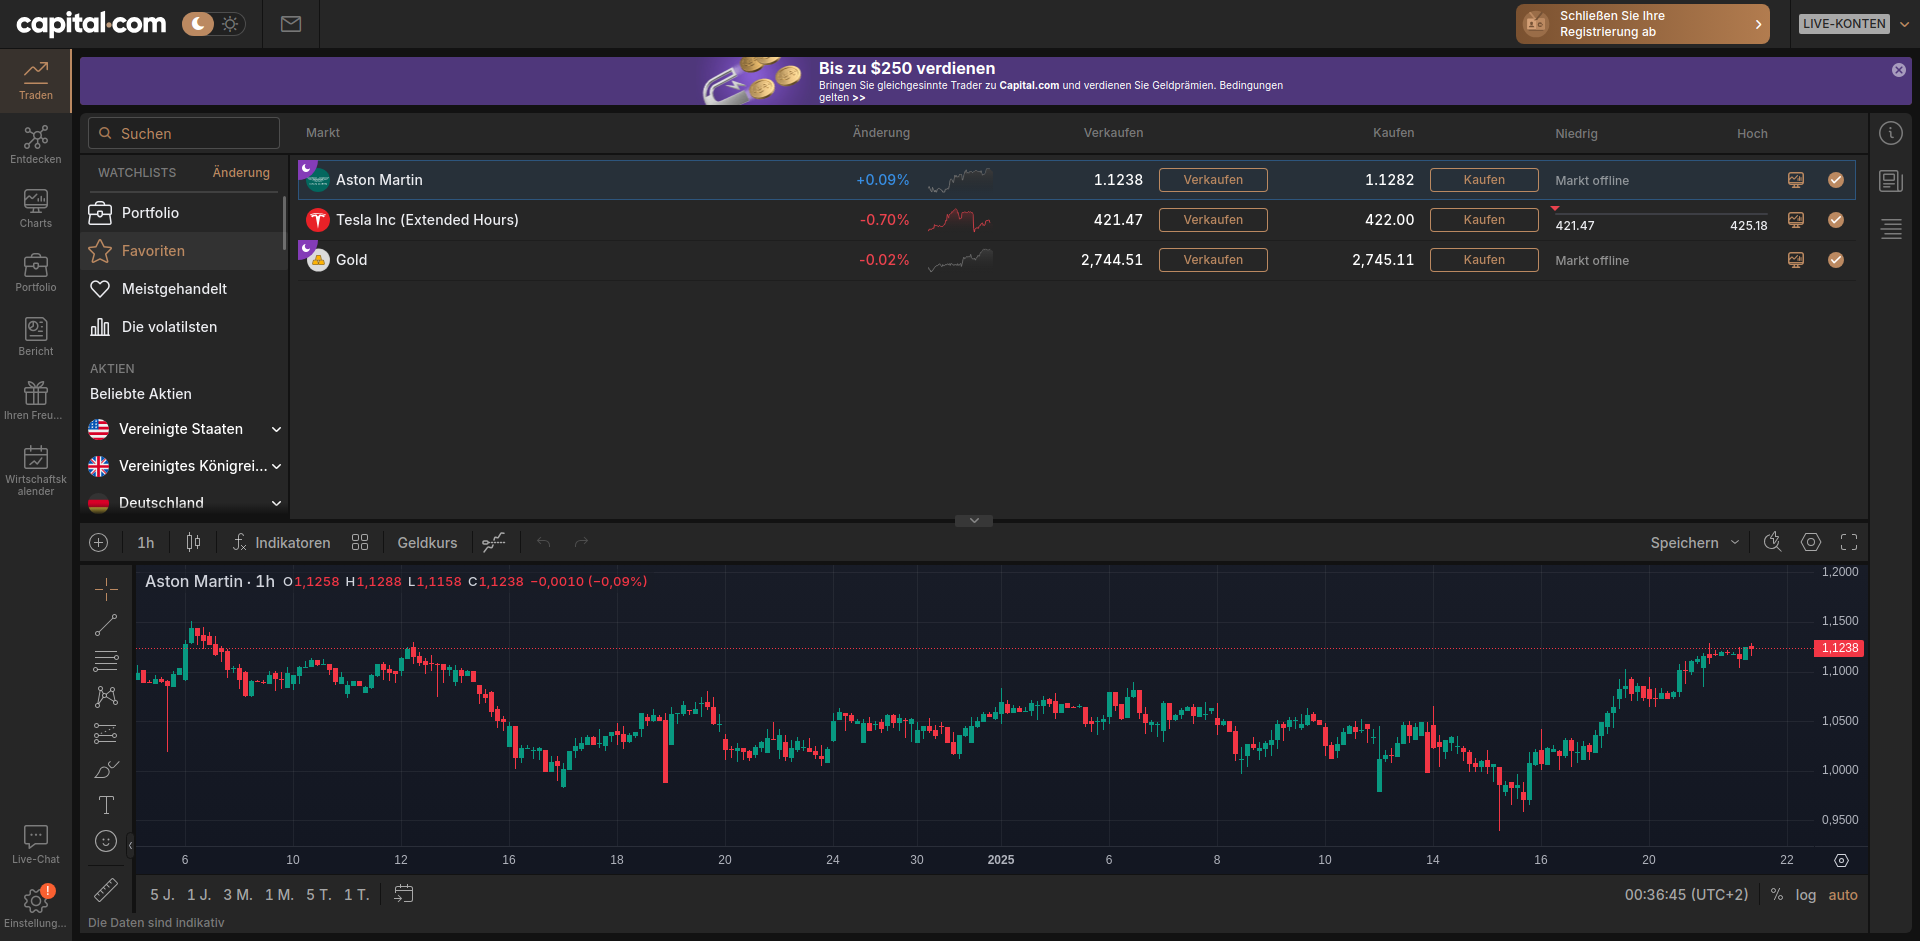 capital.com
Schließen Sie Ihre
Registrierung ab
LIVE-KONTEN
Traden
Entdecken
Charts
Portfolio
Bericht
Ihren Freu...
Wirtschaftsk
alender
Live-Chat
!
Einstellung...
Bis zu $250 verdienen
Bringen Sie gleichgesinnte Trader zu Capital.com und verdienen Sie Geldprämien. Bedingungen
gelten >>
Suchen
Markt Änderung Verkaufen Kaufen Niedrig Hoch
WATCHLISTS Änderung
Portfolio
Favoriten
Meistgehandelt
Die volatilsten
AKTIEN
Beliebte Aktien
Vereinigte Staaten
Vereinigtes Königrei...
Deutschland
Aston Martin +0.09% 1.1238 Verkaufen 1.1282 Kaufen Markt offline
Tesla Inc (Extended Hours) -0.70% 421.47 Verkaufen 422.00 Kaufen 421.47 425.18
Gold -0.02% 2,744.51 Verkaufen 2,745.11 Kaufen Markt offline
1h Indikatoren Geldkurs Speichern
Aston Martin · 1h O1,1258 H1,1288 L1,1158 C1,1238 −0,0010 (−0,09%)
1,2000
1,1500
1,1238
1,1000
1,0500
1,0000
0,9500
6 10 12 16 18 20 24 30 2025 6 8 10 14 16 20 22
5 J. 1 J. 3 M. 1 M. 5 T. 1 T. 00:36:45 (UTC+2) % log auto
Die Daten sind indikativ